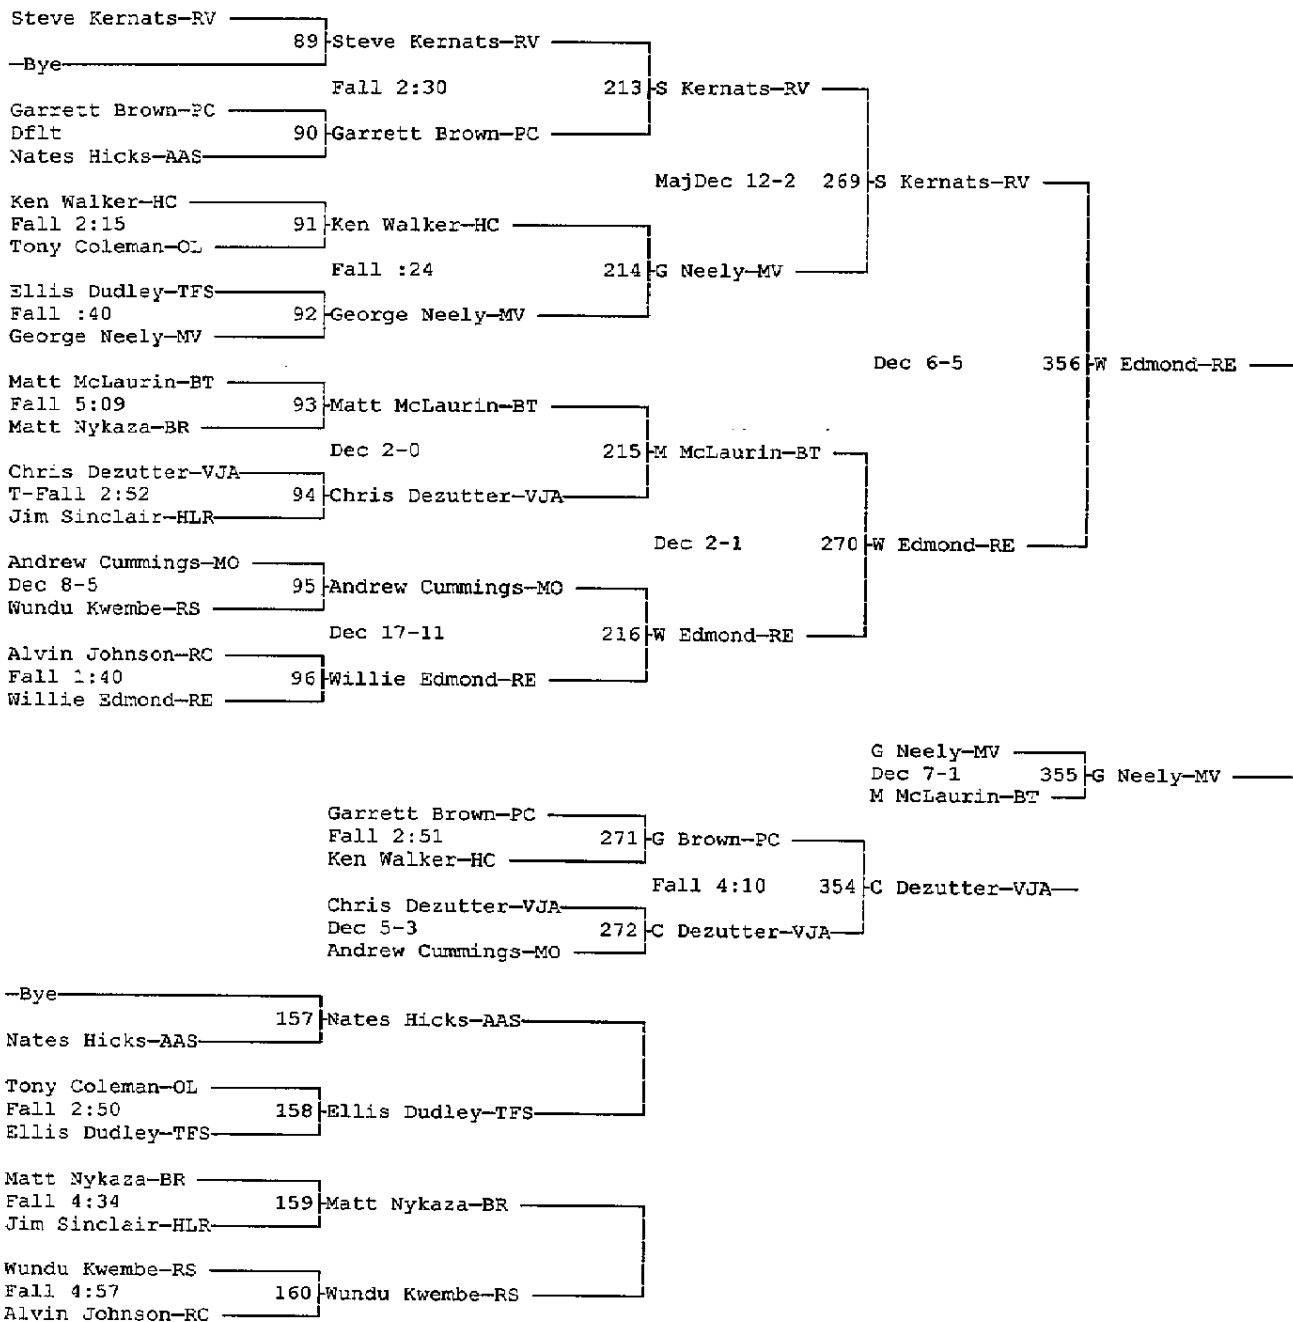 Steve Kernats-RV
89 Steve Kernats-RV
-Bye
Fall 2:30 213 S Kernats-RV
Garrett Brown-PC
Dflt 90 Garrett Brown-PC
Nates Hicks-AAS
MajDec 12-2 269 S Kernats-RV
Ken Walker-HC
Fall 2:15 91 Ken Walker-HC
Tony Coleman-OL
Fall :24 214 G Neely-MV
Ellis Dudley-TFS
Fall :40 92 George Neely-MV
George Neely-MV
Dec 6-5 356 W Edmond-RE
Matt McLaurin-BT
Fall 5:09 93 Matt McLaurin-BT
Matt Nykaza-BR
Dec 2-0 215 M McLaurin-BT
Chris Dezutter-VJA
T-Fall 2:52 94 Chris Dezutter-VJA
Jim Sinclair-HLR
Dec 2-1 270 W Edmond-RE
Andrew Cummings-MO
Dec 8-5 95 Andrew Cummings-MO
Wundu Kwembe-RS
Dec 17-11 216 W Edmond-RE
Alvin Johnson-RC
Fall 1:40 96 Willie Edmond-RE
Willie Edmond-RE
G Neely-MV
Dec 7-1 355 G Neely-MV
M McLaurin-BT
Garrett Brown-PC
Fall 2:51 271 G Brown-PC
Ken Walker-HC
Fall 4:10 354 C Dezutter-VJA
Chris Dezutter-VJA
Dec 5-3 272 C Dezutter-VJA
Andrew Cummings-MO
-Bye
157 Nates Hicks-AAS
Nates Hicks-AAS
Tony Coleman-OL
Fall 2:50 158 Ellis Dudley-TFS
Ellis Dudley-TFS
Matt Nykaza-BR
Fall 4:34 159 Matt Nykaza-BR
Jim Sinclair-HLR
Wundu Kwembe-RS
Fall 4:57 160 Wundu Kwembe-RS
Alvin Johnson-RC